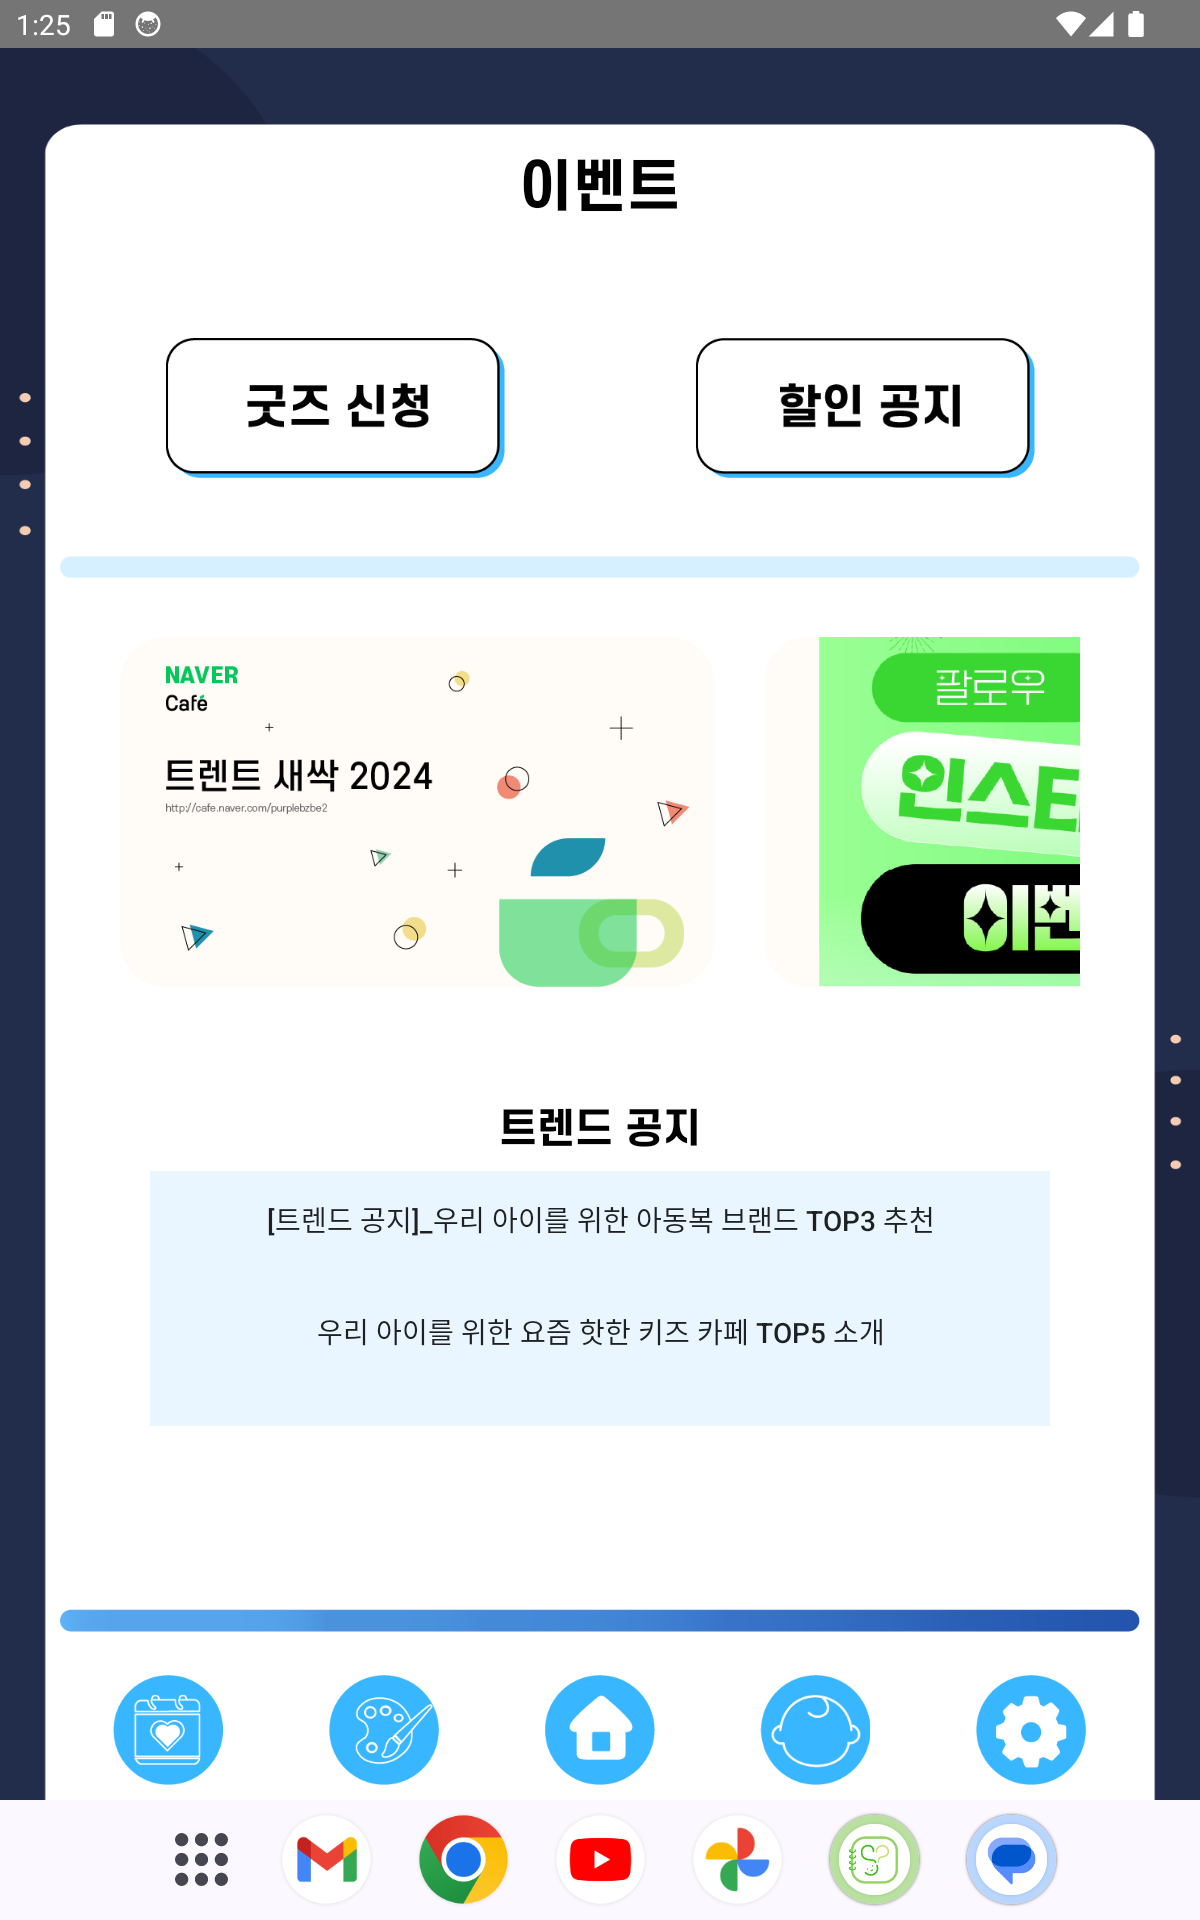 1:25
이벤트
굿즈 신청
할인 공지
NAVER
Café
트렌트 새싹 2024
http://cafe.naver.com/purplebzbe2
팔로우
인스타
이벤
트렌드 공지
[트렌드 공지]_우리 아이를 위한 아동복 브랜드 TOP3 추천
우리 아이를 위한 요즘 핫한 키즈 카페 TOP5 소개